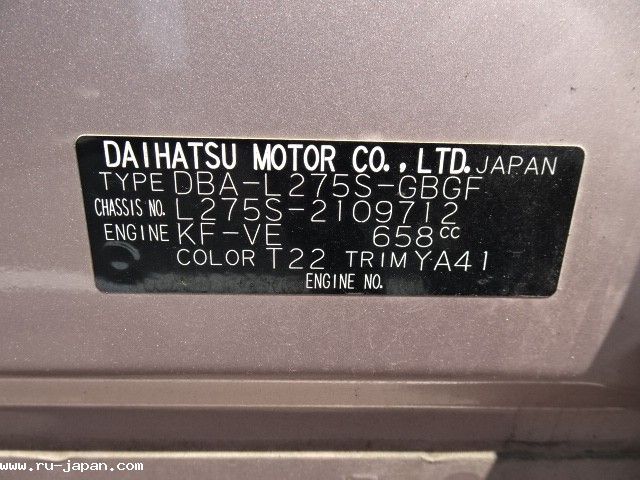 DAIHATSU MOTOR CO., LTD. JAPAN
TYPE DBA-L275S-GBGF
CHASSIS NO. L275S-2109712
ENGINE KF-VE 658cc
COLOR T22 TRIM YA41
ENGINE NO.
www.ru-japan.com